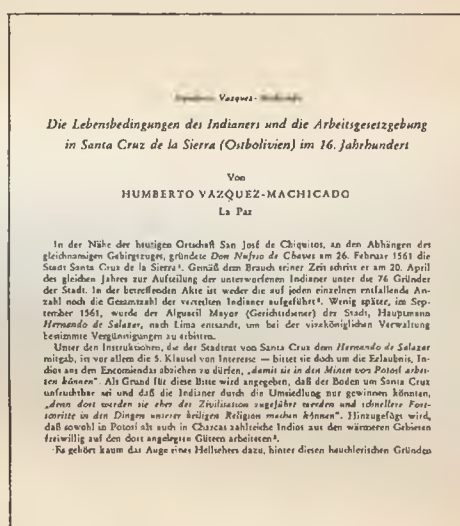 Vazquez-
Die Lebensbedingungen des Indianers und die Arbeitsgesetzgebung
in Santa Cruz de la Sierra (Ostbolivien) im 16. Jahrhundert
Von
HUMBERTO VAZQUEZ-MACHICADO
La Paz
In der Nähe der heutigen Ortschaft San José de Chiquitos, an den Abhängen des
gleichnamigen Gebirgszuges, gründete Don Nufrio de Chaves am 26. Februar 1561 die
Stadt Santa Cruz de la Sierra¹. Gemäß dem Brauch seiner Zeit schritt er am 20. April
des gleichen Jahres zur Aufteilung der unterworfenen Indianer unter die 76 Gründer
der Stadt. In der betreffenden Akte ist weder die auf jeden einzelnen entfallende An-
zahl noch die Gesamtzahl der verteilten Indianer aufgeführt². Wenig später, im Sep-
tember 1561, wurde der Alguacil Mayor (Gerichtsdiener) der Stadt, Hauptmann
Hernando de Salazar, nach Lima entsandt, um bei der vizeköniglichen Verwaltung
bestimmte Vergünstigungen zu erbitten.
Unter den Instruktionen, die der Stadtrat von Santa Cruz dem Hernando de Salazar
mitgab, ist vor allem die 5. Klausel von Interesse — bittet sie doch um die Erlaubnis, In-
dios aus den Encomiendas abziehen zu dürfen, „damit sie in den Minen von Potosí arbei-
ten können". Als Grund für diese Bitte wird angegeben, daß der Boden um Santa Cruz
unfruchtbar sei und daß die Indianer durch die Umsiedlung nur gewinnen könnten,
„denn dort werden sie eher der Zivilisation zugeführt werden und schnellere Fort-
schritte in den Dingen unserer heiligen Religion machen können". Hinzugefügt wird,
daß sowohl in Potosí als auch in Charcas zahlreiche Indios aus den wärmeren Gebieten
freiwillig auf den dort angelegten Gütern arbeiteten³.
Es gehört kaum das Auge eines Hellsehers dazu, hinter diesen heuchlerischen Gründen